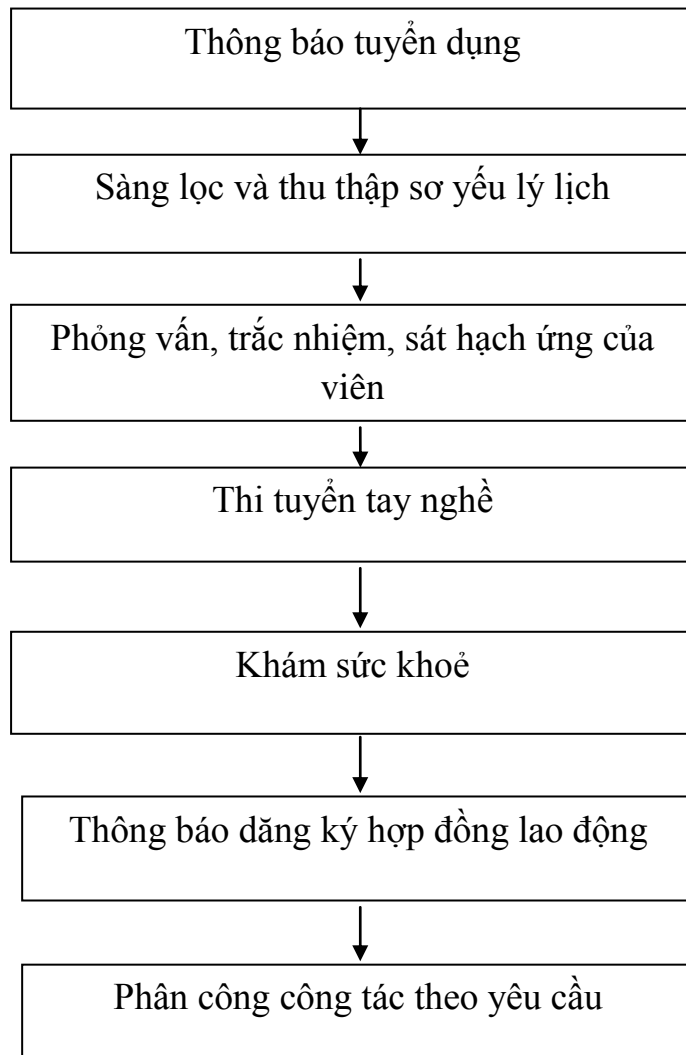 Thông báo tuyển dụng
Sàng lọc và thu thập sơ yếu lý lịch
Phỏng vấn, trắc nhiệm, sát hạch ứng của
viên
Thi tuyển tay nghề
Khám sức khoẻ
Thông báo dăng ký hợp đồng lao động
Phân công công tác theo yêu cầu